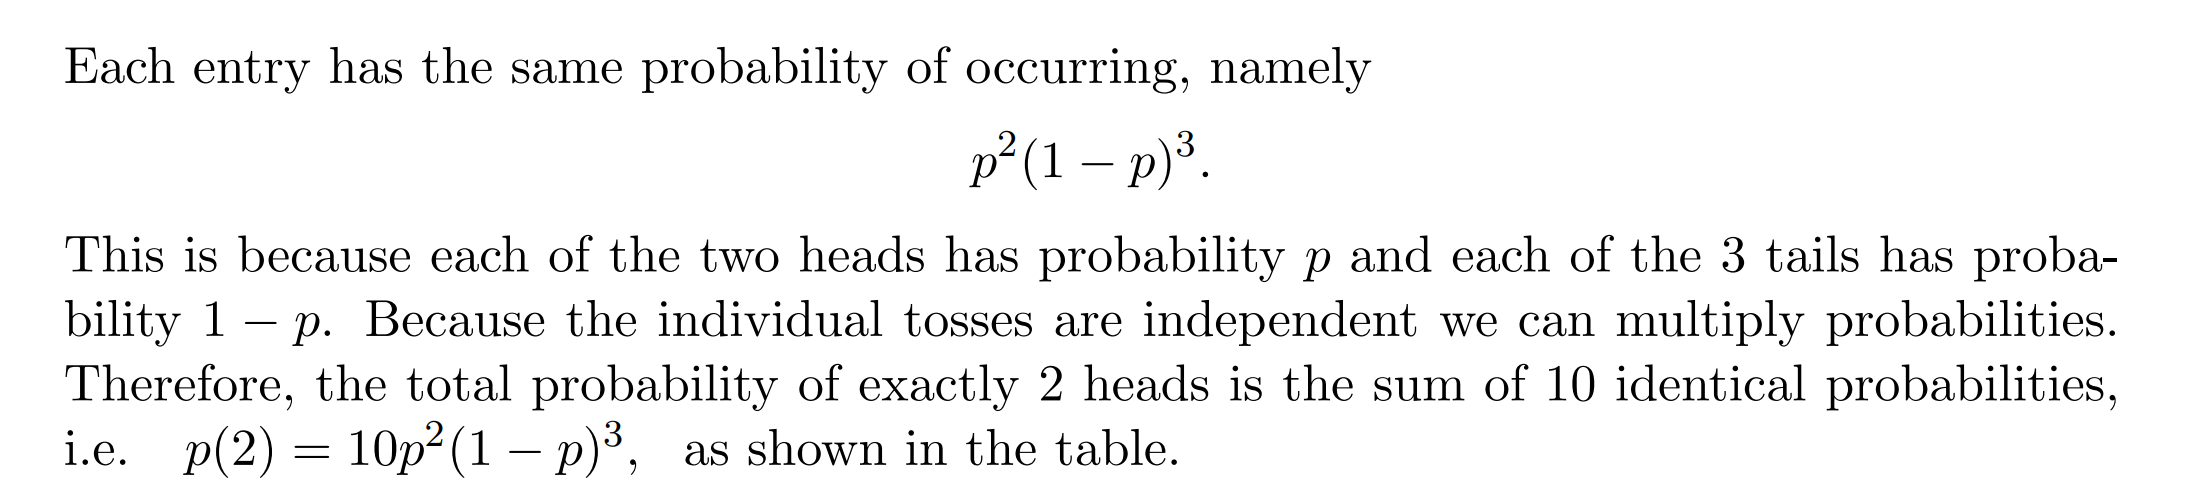 Each entry has the same probability of occurring, namely
p²(1 − p)³.
This is because each of the two heads has probability p and each of the 3 tails has proba-
bility 1 − p. Because the individual tosses are independent we can multiply probabilities.
Therefore, the total probability of exactly 2 heads is the sum of 10 identical probabilities,
i.e. p(2) = 10p²(1 − p)³, as shown in the table.